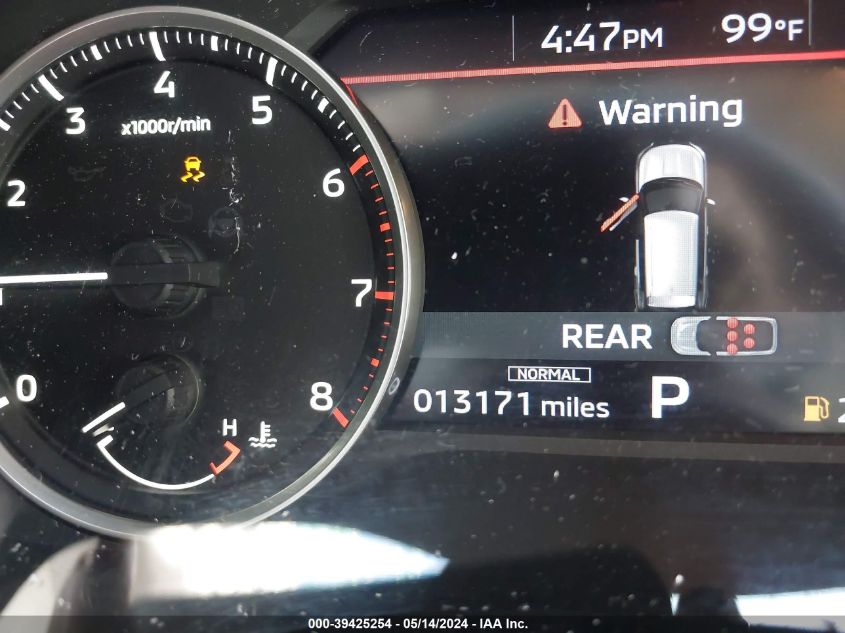 4:47PM 99°F
Warning
4
3 5
x1000r/min
2 6
7
REAR
0 8
NORMAL
013171 miles P
H
000-39425254 - 05/14/2024 - IAA Inc.